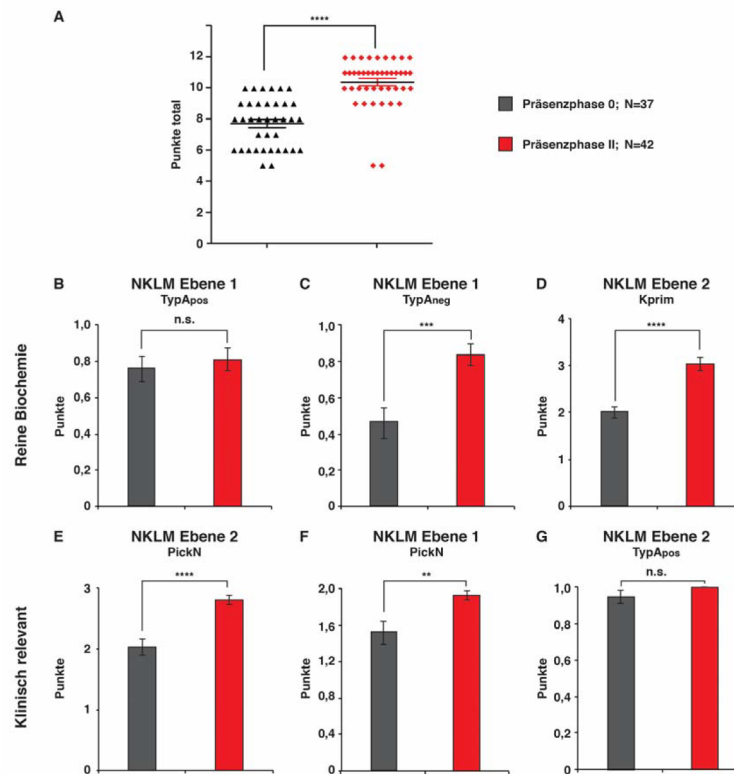 A
****
Punkte total
12
10
8
6
4
2
0
Präsenzphase 0; N=37
Präsenzphase II; N=42
Reine Biochemie
B
NKLM Ebene 1
TypApos
n.s.
Punkte
1,0
0,8
0,6
0,4
0,2
0
C
NKLM Ebene 1
TypAneg
***
Punkte
1,0
0,8
0,6
0,4
0,2
0
D
NKLM Ebene 2
Kprim
****
Punkte
4
3
2
1
0
Klinisch relevant
E
NKLM Ebene 2
PickN
****
Punkte
3
2
1
0
F
NKLM Ebene 1
PickN
**
Punkte
2,0
1,6
1,2
0,8
0,4
0
G
NKLM Ebene 2
TypApos
n.s.
Punkte
1,0
0,8
0,6
0,4
0,2
0